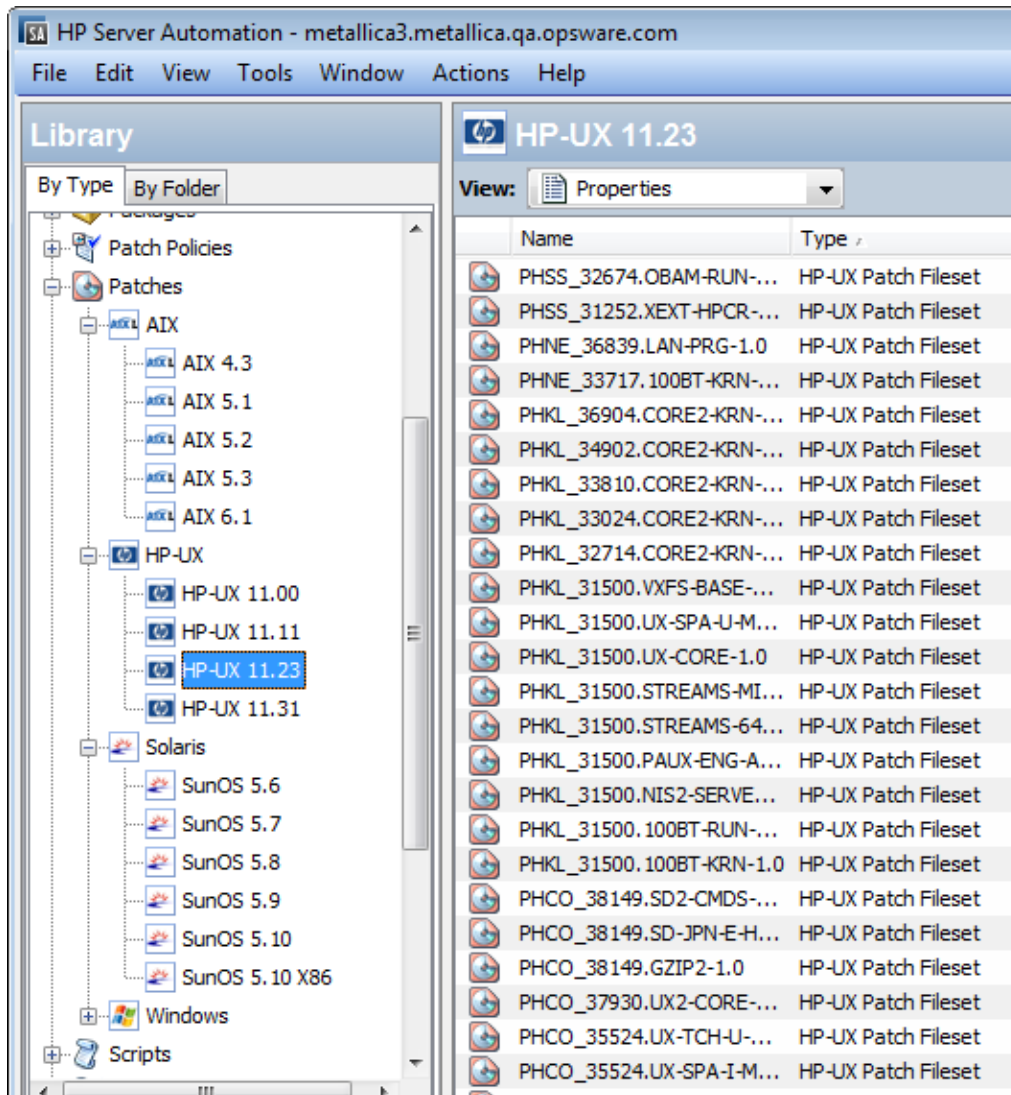 SA HP Server Automation - metallica3.metallica.qa.opsware.com
File Edit View Tools Window Actions Help
Library
By Type By Folder
Packages
Patch Policies
Patches
AIX
AIX 4.3
AIX 5.1
AIX 5.2
AIX 5.3
AIX 6.1
HP-UX
HP-UX 11.00
HP-UX 11.11
HP-UX 11.23
HP-UX 11.31
Solaris
SunOS 5.6
SunOS 5.7
SunOS 5.8
SunOS 5.9
SunOS 5.10
SunOS 5.10 X86
Windows
Scripts
HP-UX 11.23
View: Properties
Name Type
PHSS_32674.OBAM-RUN-... HP-UX Patch Fileset
PHSS_31252.XEXT-HPCR-... HP-UX Patch Fileset
PHNE_36839.LAN-PRG-1.0 HP-UX Patch Fileset
PHNE_33717.100BT-KRN-... HP-UX Patch Fileset
PHKL_36904.CORE2-KRN-... HP-UX Patch Fileset
PHKL_34902.CORE2-KRN-... HP-UX Patch Fileset
PHKL_33810.CORE2-KRN-... HP-UX Patch Fileset
PHKL_33024.CORE2-KRN-... HP-UX Patch Fileset
PHKL_32714.CORE2-KRN-... HP-UX Patch Fileset
PHKL_31500.VXFS-BASE-... HP-UX Patch Fileset
PHKL_31500.UX-SPA-U-M... HP-UX Patch Fileset
PHKL_31500.UX-CORE-1.0 HP-UX Patch Fileset
PHKL_31500.STREAMS-MI... HP-UX Patch Fileset
PHKL_31500.STREAMS-64... HP-UX Patch Fileset
PHKL_31500.PAUX-ENG-A... HP-UX Patch Fileset
PHKL_31500.NIS2-SERVE... HP-UX Patch Fileset
PHKL_31500.100BT-RUN-... HP-UX Patch Fileset
PHKL_31500.100BT-KRN-1.0 HP-UX Patch Fileset
PHCO_38149.SD2-CMDS-... HP-UX Patch Fileset
PHCO_38149.SD-JPN-E-H... HP-UX Patch Fileset
PHCO_38149.GZIP2-1.0 HP-UX Patch Fileset
PHCO_37930.UX2-CORE-... HP-UX Patch Fileset
PHCO_35524.UX-TCH-U-... HP-UX Patch Fileset
PHCO_35524.UX-SPA-I-M... HP-UX Patch Fileset